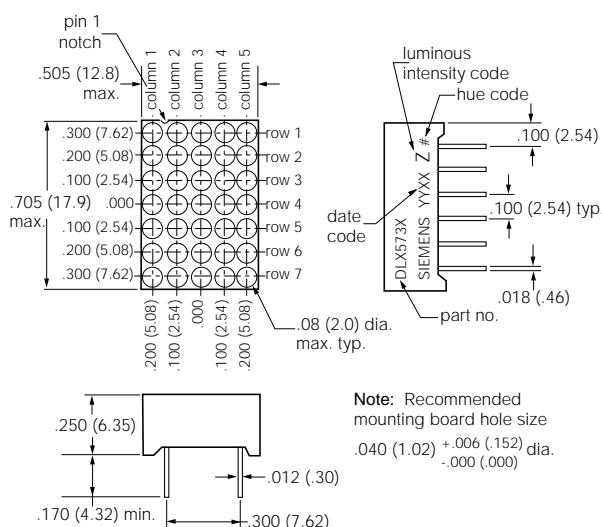 pin 1
notch
.505 (12.8)
max.
column 1
column 2
column 3
column 4
column 5
.300 (7.62)
row 1
.200 (5.08)
row 2
.100 (2.54)
row 3
.705 (17.9)
max.
.000
row 4
.100 (2.54)
row 5
.200 (5.08)
row 6
.300 (7.62)
row 7
.200 (5.08)
.100 (2.54)
.000
.100 (2.54)
.200 (5.08)
.08 (2.0) dia.
max. typ.
luminous
intensity code
hue code
Z #
.100 (2.54)
date
code
DLX573X
SIEMENS YYXX
.100 (2.54) typ.
.018 (.46)
part no.
.250 (6.35)
.012 (.30)
.170 (4.32) min.
.300 (7.62)
Note: Recommended
mounting board hole size
.040 (1.02) +.006 (.152) dia.
-.000 (.000)